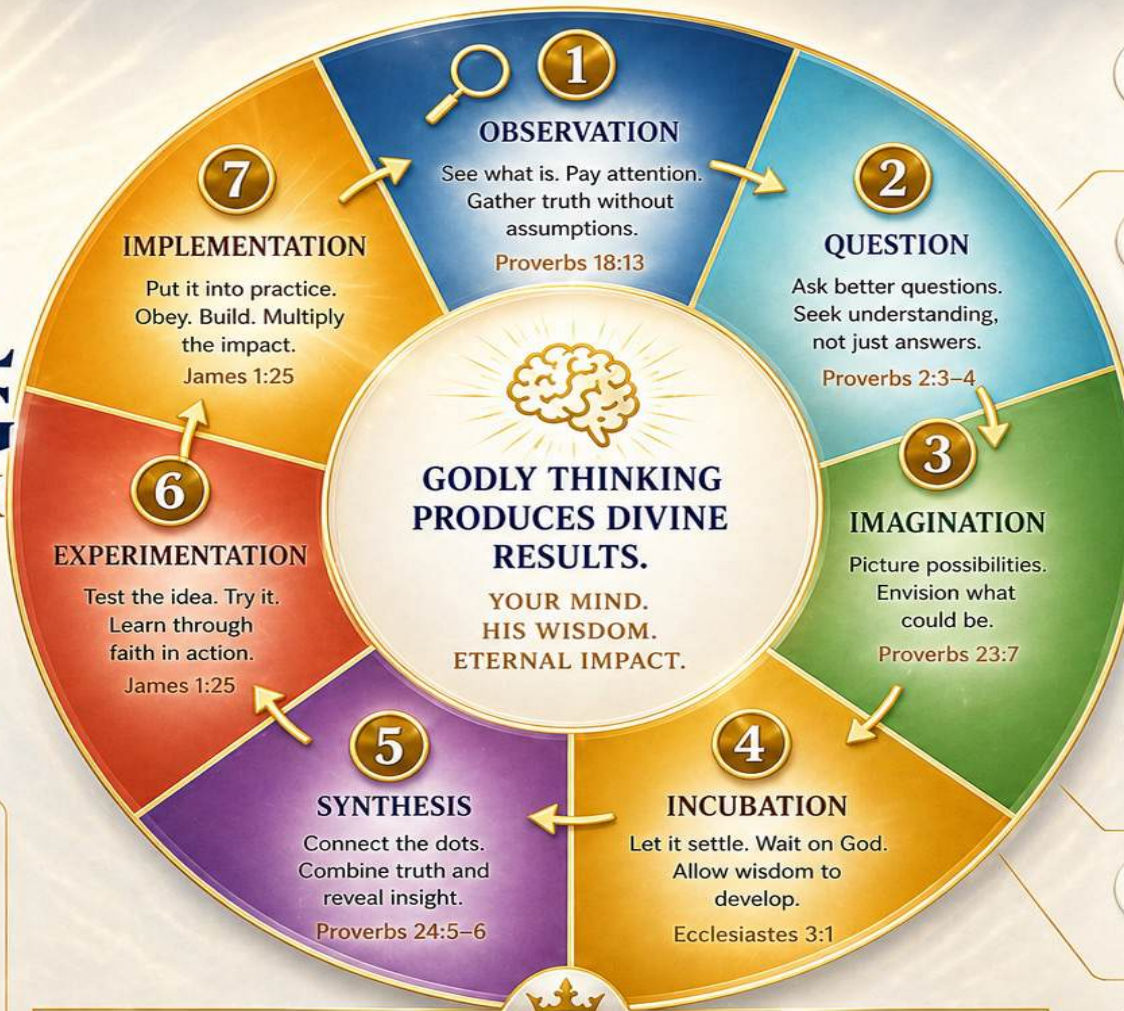 1
OBSERVATION
See what is. Pay attention.
Gather truth without
assumptions.
Proverbs 18:13
2
QUESTION
Ask better questions.
Seek understanding,
not just answers.
Proverbs 2:3–4
3
IMAGINATION
Picture possibilities.
Envision what
could be.
Proverbs 23:7
4
INCUBATION
Let it settle. Wait on God.
Allow wisdom to
develop.
Ecclesiastes 3:1
5
SYNTHESIS
Connect the dots.
Combine truth and
reveal insight.
Proverbs 24:5–6
6
EXPERIMENTATION
Test the idea. Try it.
Learn through
faith in action.
James 1:25
7
IMPLEMENTATION
Put it into practice.
Obey. Build. Multiply
the impact.
James 1:25
GODLY THINKING
PRODUCES DIVINE
RESULTS.
YOUR MIND.
HIS WISDOM.
ETERNAL IMPACT.